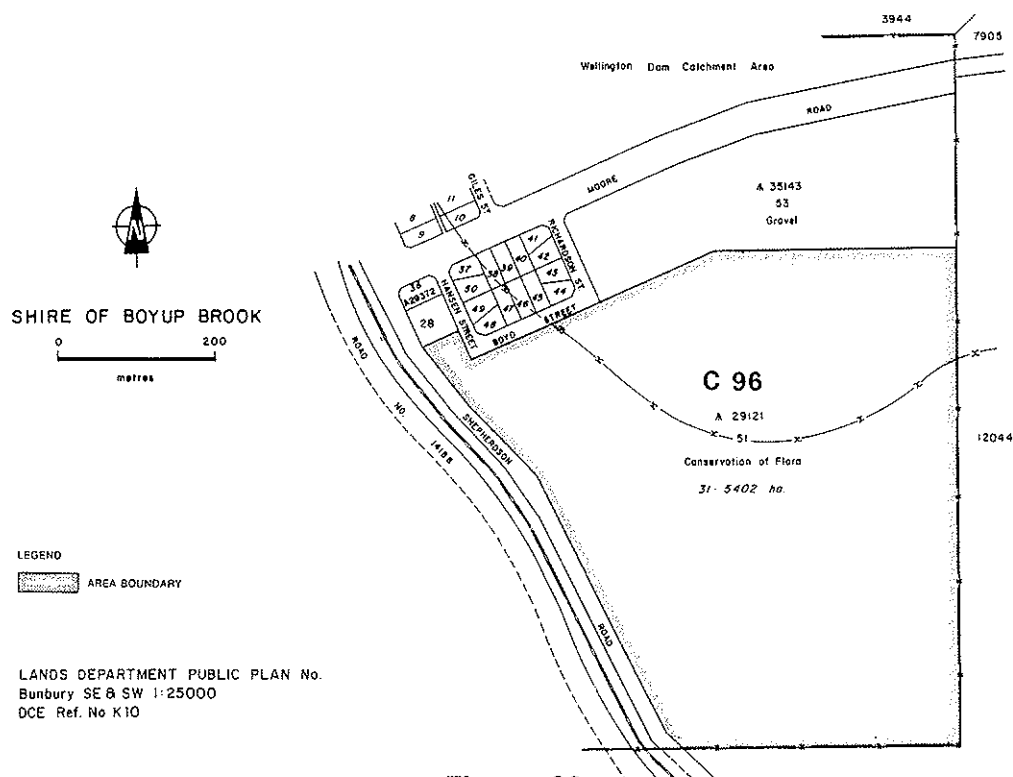 3944
7905
Wellington Dam Catchment Area
ROAD
MOORE
A 35143
53
Gravel
GILES ST.
11
8
10
9
RICHARDSON ST.
41
40
42
39
38
37
43
50
44
36
A29372
HANSEN STREET
49
46
45
47
48
28
BOYD STREET
SHIRE OF BOYUP BROOK
0 200
metres
ROAD
NO.
14188
SHEPHERDSON
ROAD
C 96
A 29121
51
Conservation of Flora
31·5402 ha.
12044
LEGEND
AREA BOUNDARY
LANDS DEPARTMENT PUBLIC PLAN No.
Bunbury SE & SW 1:25000
DCE Ref. No K10